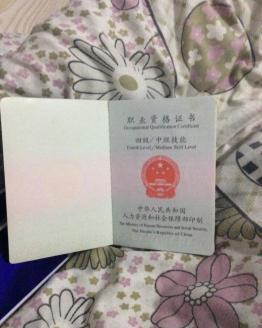 职业资格证书
Occupational Qualification Certificate
四级/中级技能
Fourth Level/Medium Skill Level
中华人民共和国
人力资源和社会保障部印制
The Ministry of Human Resources and Social Security,
The People's Republic of China